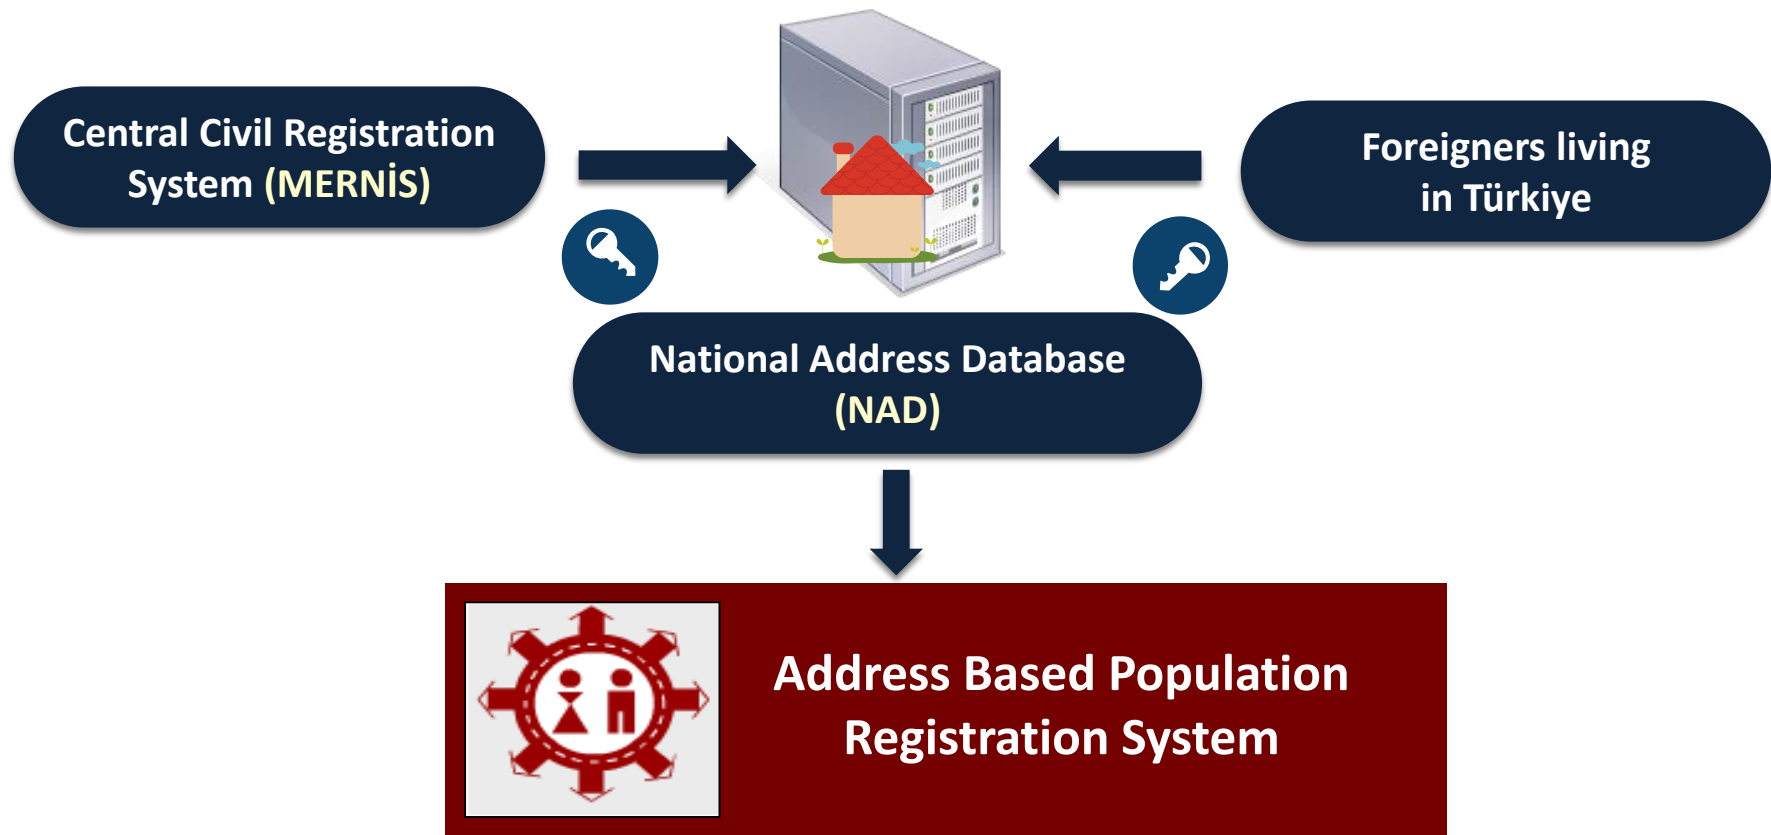 Central Civil Registration
System (MERNİS)
Foreigners living
in Türkiye
National Address Database
(NAD)
Address Based Population
Registration System